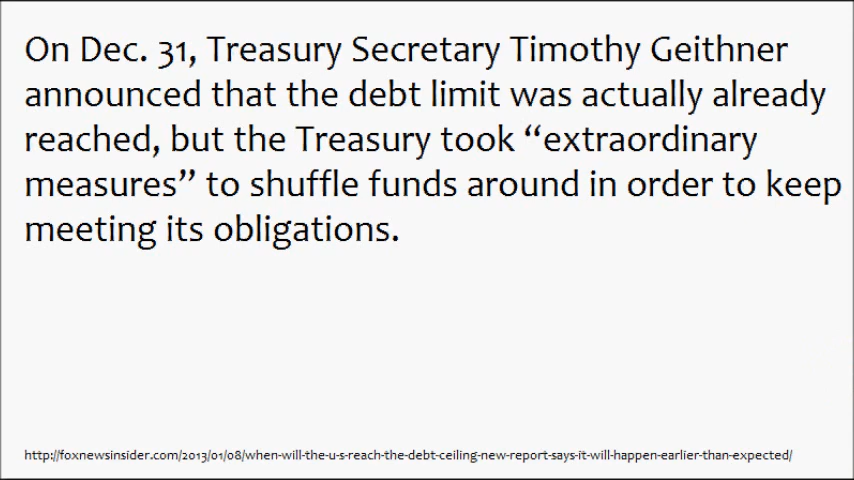 On Dec. 31, Treasury Secretary Timothy Geithner
announced that the debt limit was actually already
reached, but the Treasury took “extraordinary
measures” to shuffle funds around in order to keep
meeting its obligations.
http://foxnewsinsider.com/2013/01/08/when-will-the-u-s-reach-the-debt-ceiling-new-report-says-it-will-happen-earlier-than-expected/